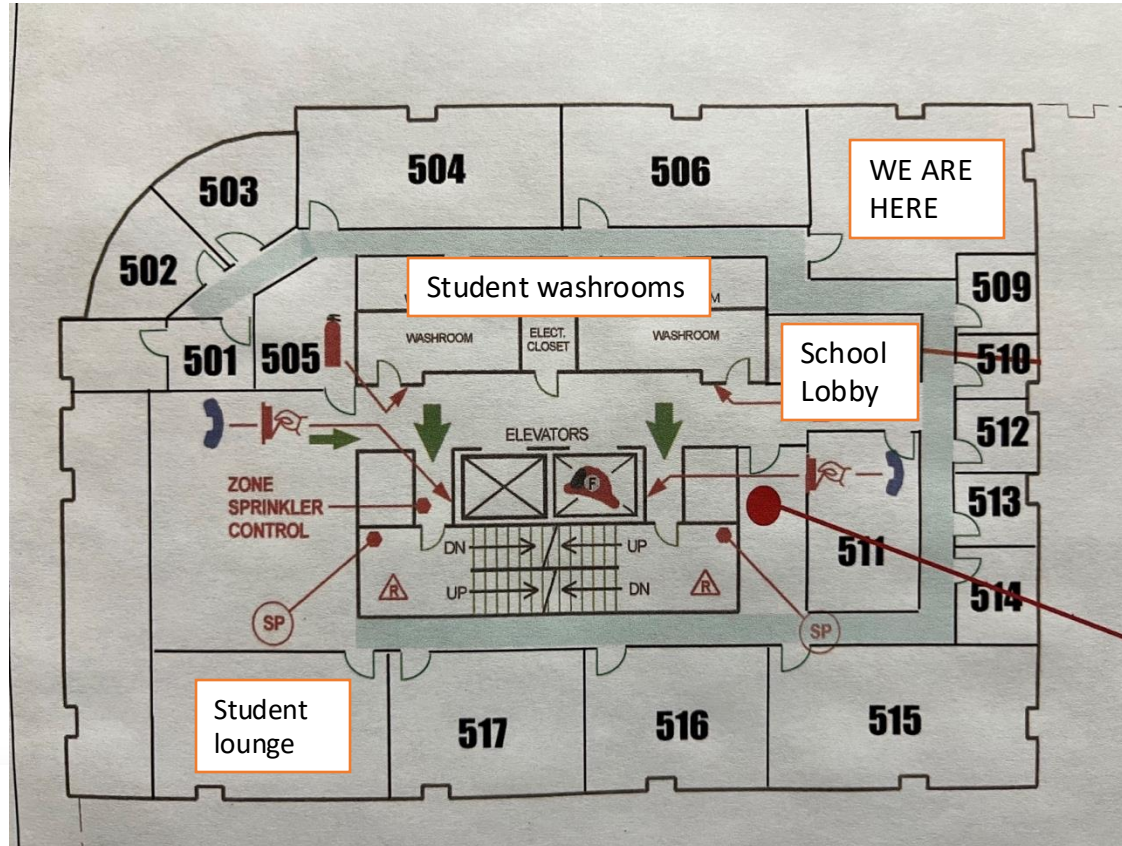 504
506
WE ARE
HERE
503
502
509
Student washrooms
M
WASHROOM
ELECT.
CLOSET
WASHROOM
501
505
School
Lobby
510
512
ELEVATORS
F
ZONE
SPRINKLER
CONTROL
513
511
DN
UP
UP
DN
R
R
514
SP
SP
Student
lounge
517
516
515